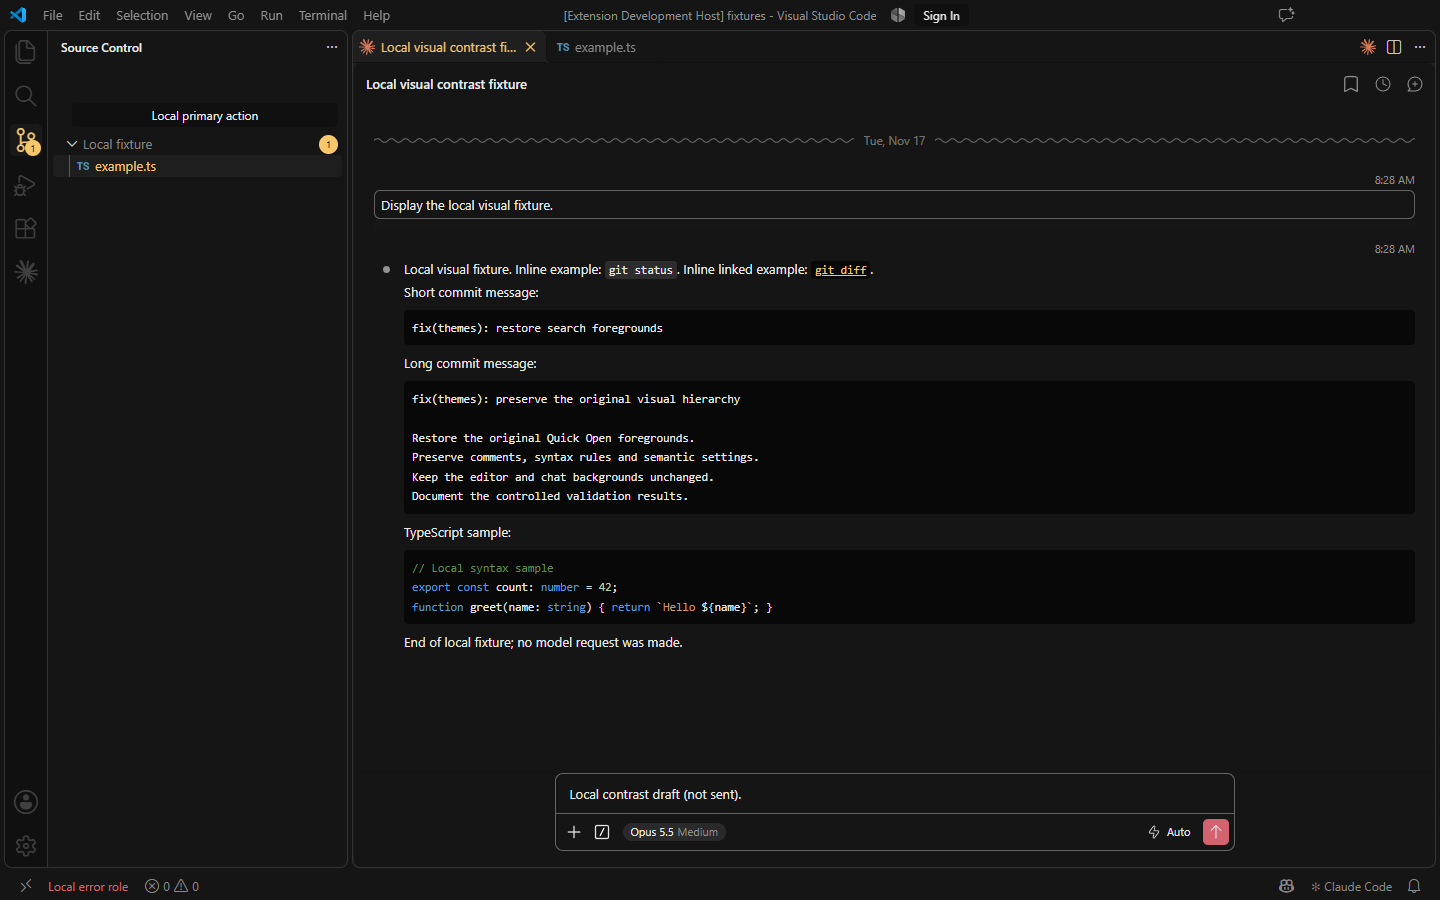 File Edit Selection View Go Run Terminal Help
[Extension Development Host] fixtures - Visual Studio Code
Sign In
Source Control
Local primary action
Local fixture
1
1
TS example.ts
Local visual contrast fi...
TS example.ts
Local visual contrast fixture
Tue, Nov 17
8:28 AM
Display the local visual fixture.
8:28 AM
Local visual fixture. Inline example: git status. Inline linked example: git diff.
Short commit message:
fix(themes): restore search foregrounds
Long commit message:
fix(themes): preserve the original visual hierarchy
Restore the original Quick Open foregrounds.
Preserve comments, syntax rules and semantic settings.
Keep the editor and chat backgrounds unchanged.
Document the controlled validation results.
TypeScript sample:
// Local syntax sample
export const count: number = 42;
function greet(name: string) { return `Hello ${name}`; }
End of local fixture; no model request was made.
Local contrast draft (not sent).
Opus 5.5 Medium
Auto
Local error role
0 0
Claude Code